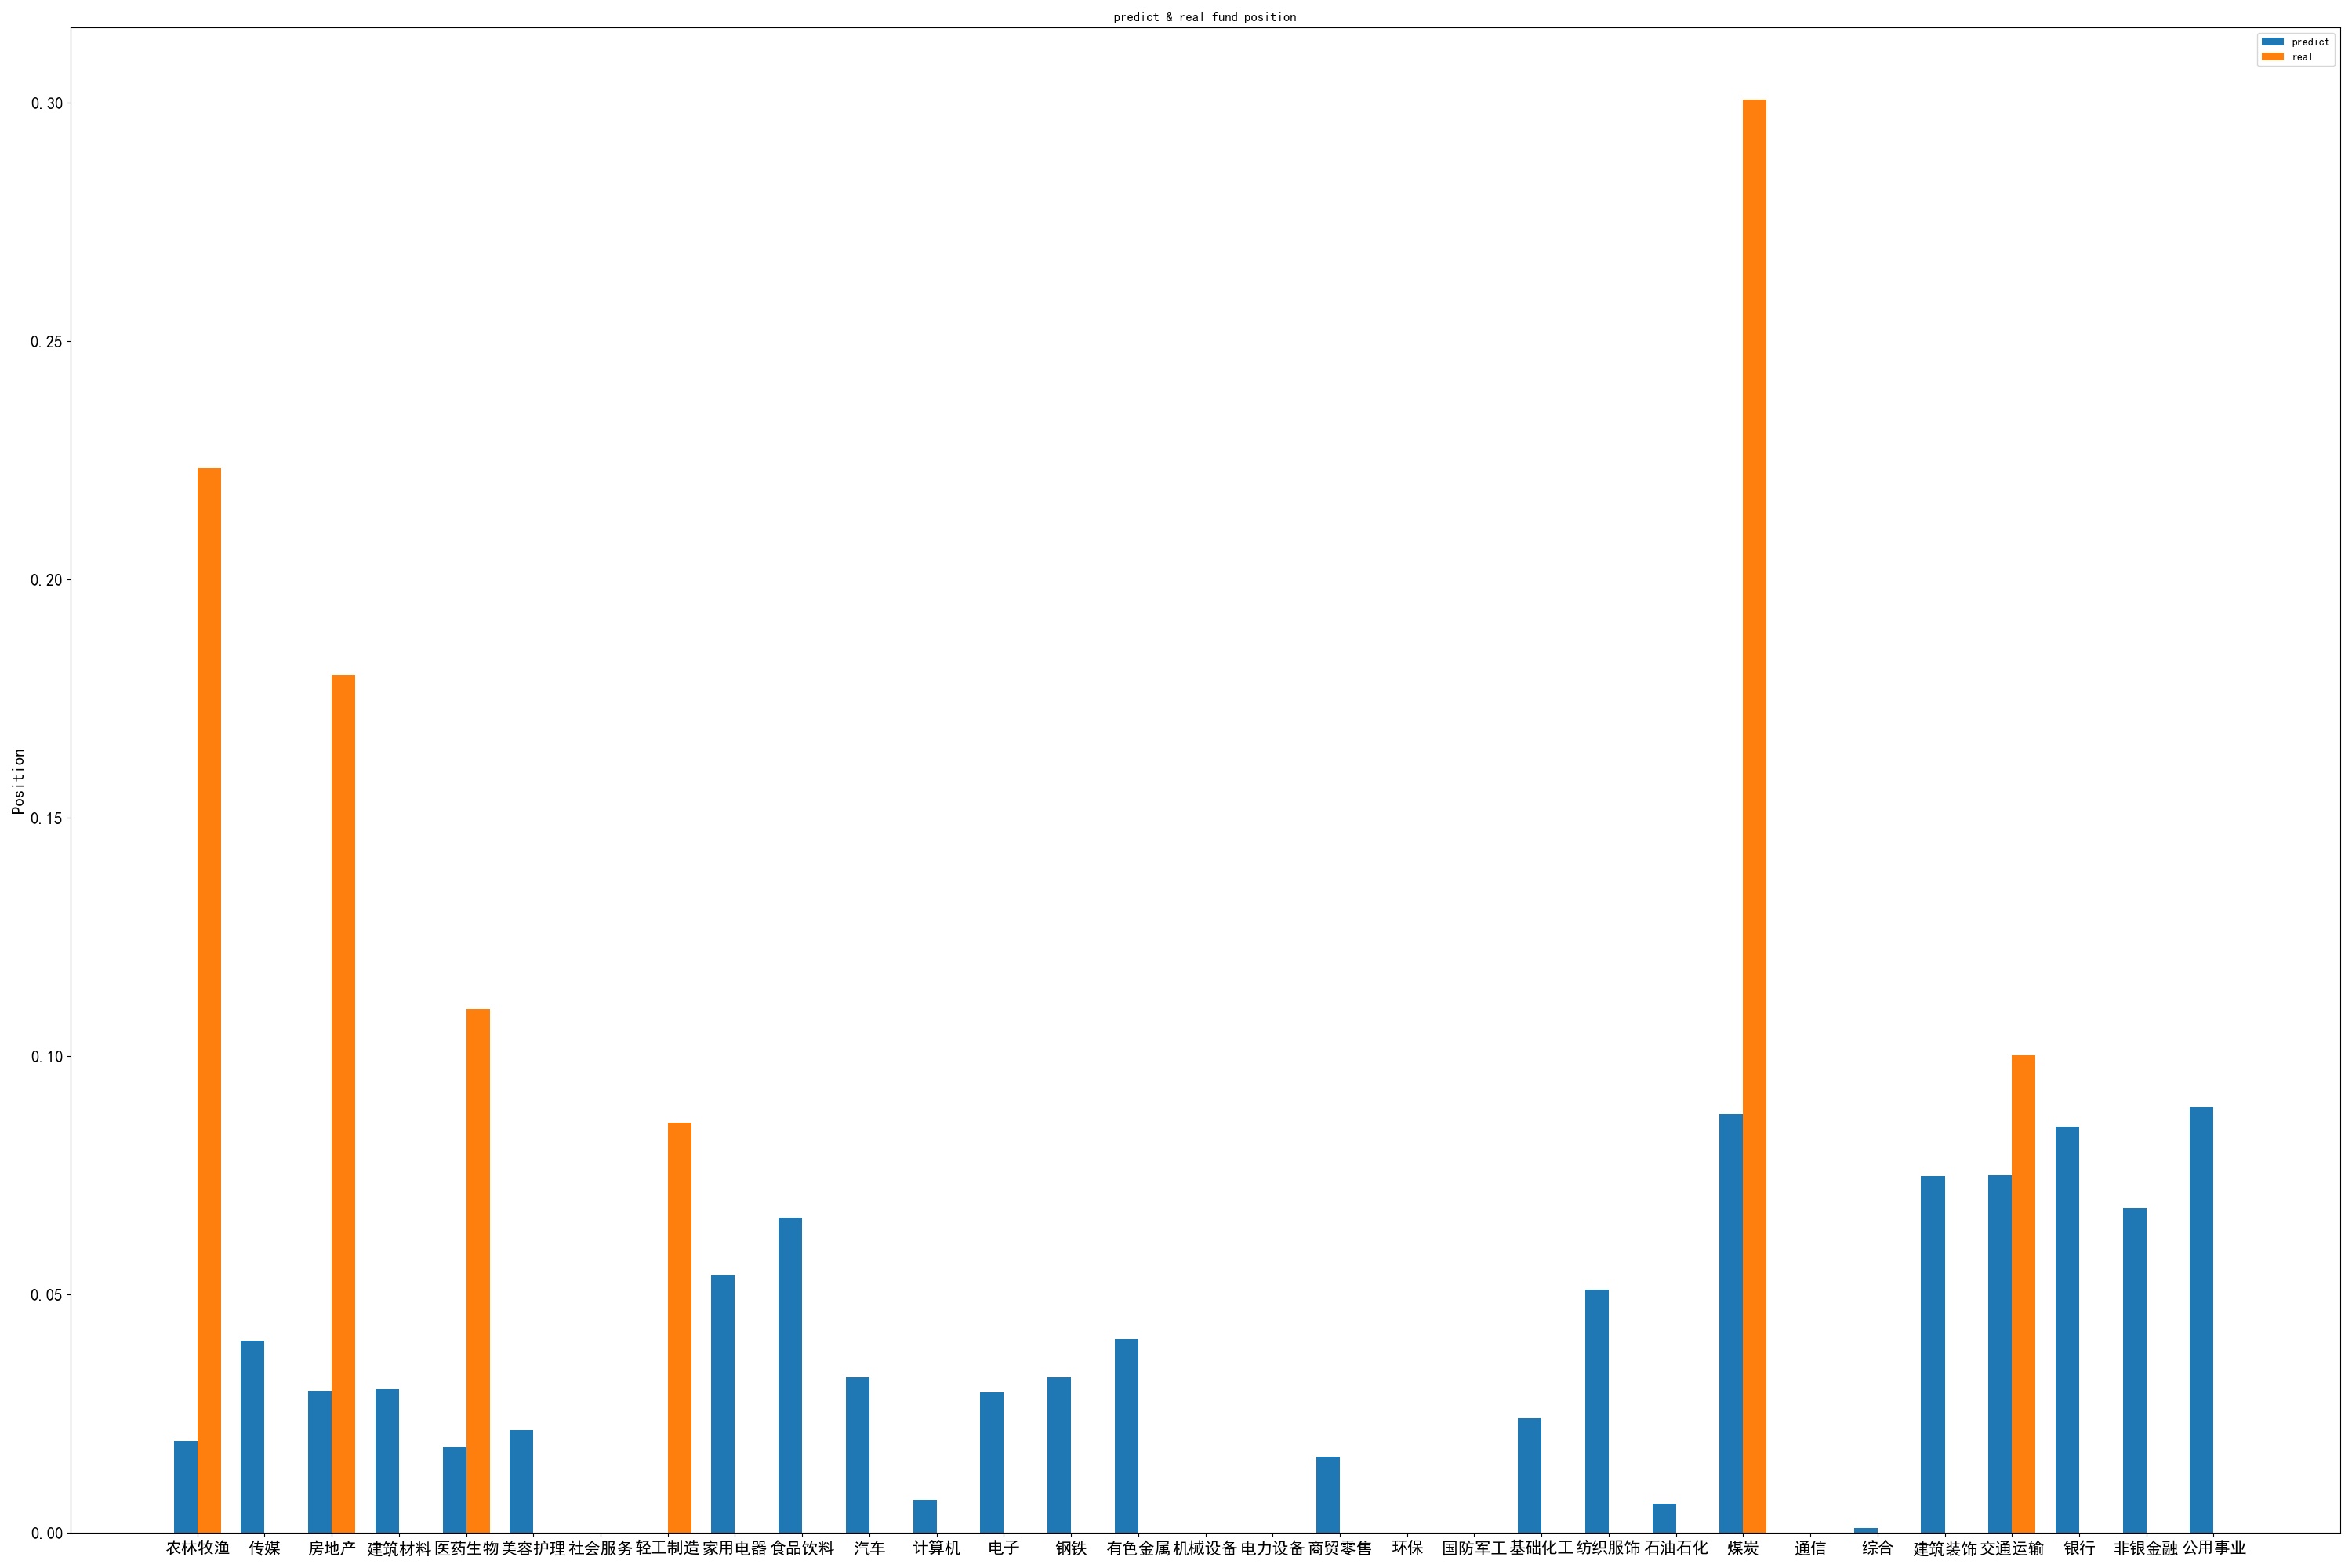 predict & real fund position
predict
real
0.30
0.25
0.20
0.15
0.10
0.05
0.00
Position
农林牧渔 传媒 房地产 建筑材料 医药生物 美容护理 社会服务 轻工制造 家用电器 食品饮料 汽车 计算机 电子 钢铁 有色金属 机械设备 电力设备 商贸零售 环保 国防军工 基础化工 纺织服饰 石油石化 煤炭 通信 综合 建筑装饰 交通运输 银行 非银金融 公用事业